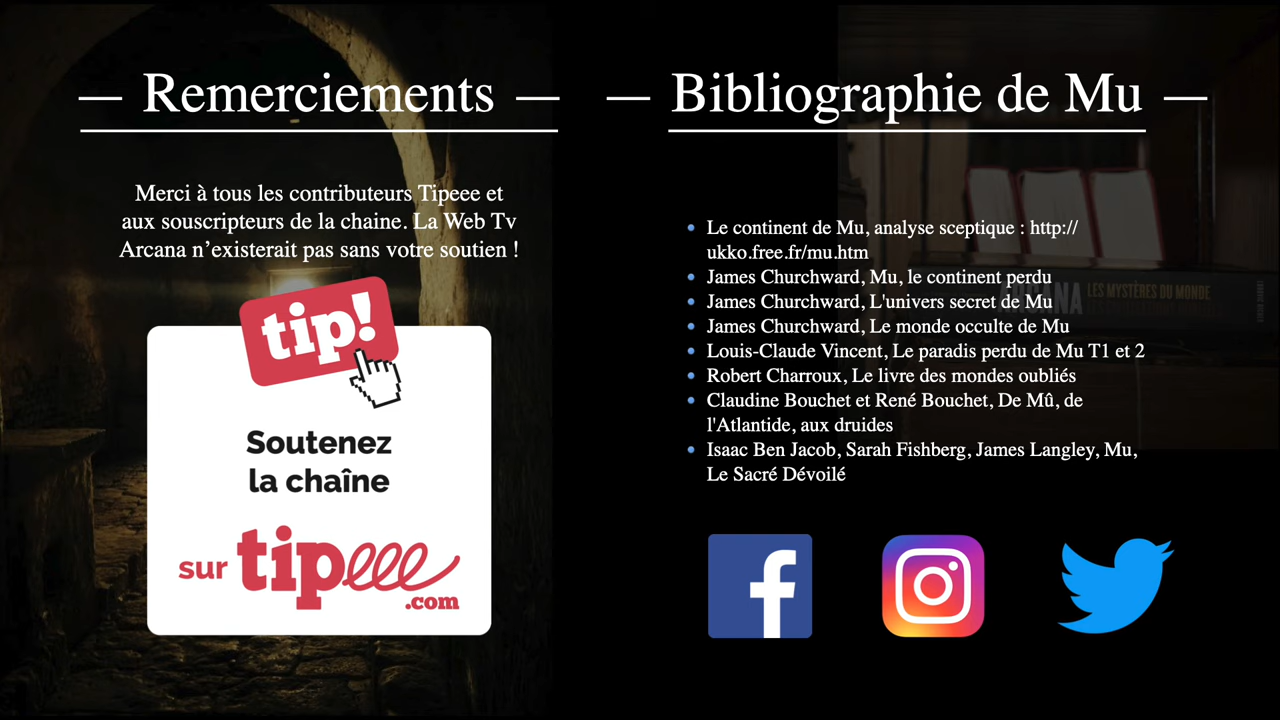 — Remerciements —
Merci à tous les contributeurs Tipeee et
aux souscripteurs de la chaine. La Web Tv
Arcana n’existerait pas sans votre soutien !
tip!
Soutenez
la chaîne
sur tipeee
.com
— Bibliographie de Mu —
• Le continent de Mu, analyse sceptique : http://
ukko.free.fr/mu.htm
• James Churchward, Mu, le continent perdu
• James Churchward, L'univers secret de Mu
• James Churchward, Le monde occulte de Mu
• Louis-Claude Vincent, Le paradis perdu de Mu T1 et 2
• Robert Charroux, Le livre des mondes oubliés
• Claudine Bouchet et René Bouchet, De Mû, de
l'Atlantide, aux druides
• Isaac Ben Jacob, Sarah Fishberg, James Langley, Mu,
Le Sacré Dévoilé
ARCANA LES MYSTÈRES DU MONDE